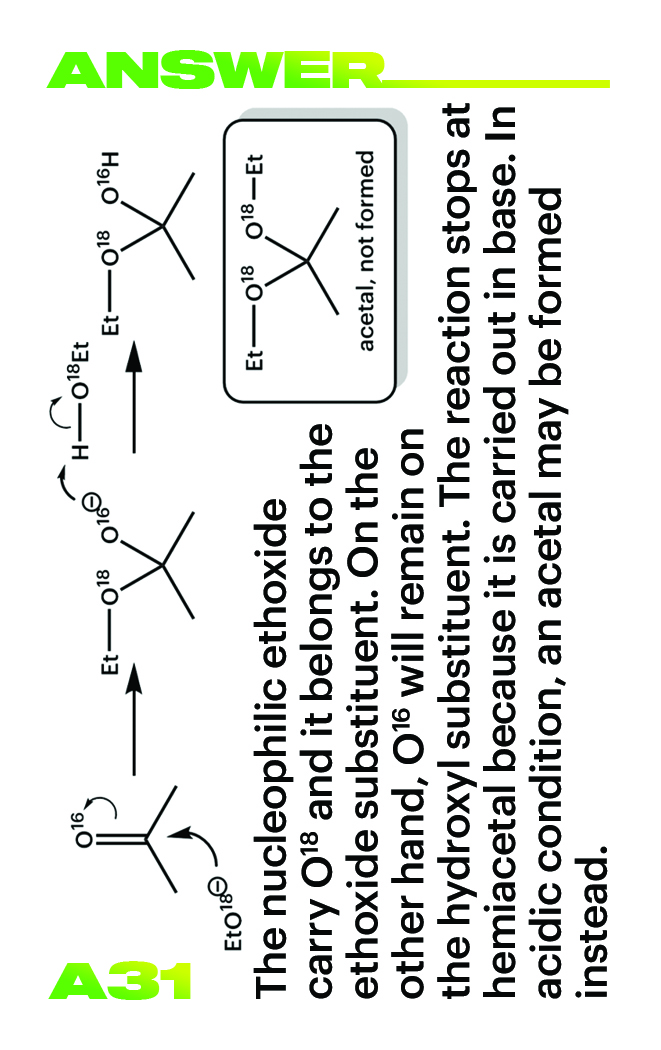 A31 ANSWER
O¹⁶
EtO¹⁸⊖
Et O¹⁸ O¹⁶⊖
H O¹⁸Et
Et O¹⁸ O¹⁶H
Et O¹⁸ O¹⁸ Et
acetal, not formed
The nucleophilic ethoxide
carry O¹⁸ and it belongs to the
ethoxide substituent. On the
other hand, O¹⁶ will remain on
the hydroxyl substituent. The reaction stops at
hemiacetal because it is carried out in base. In
acidic condition, an acetal may be formed
instead.